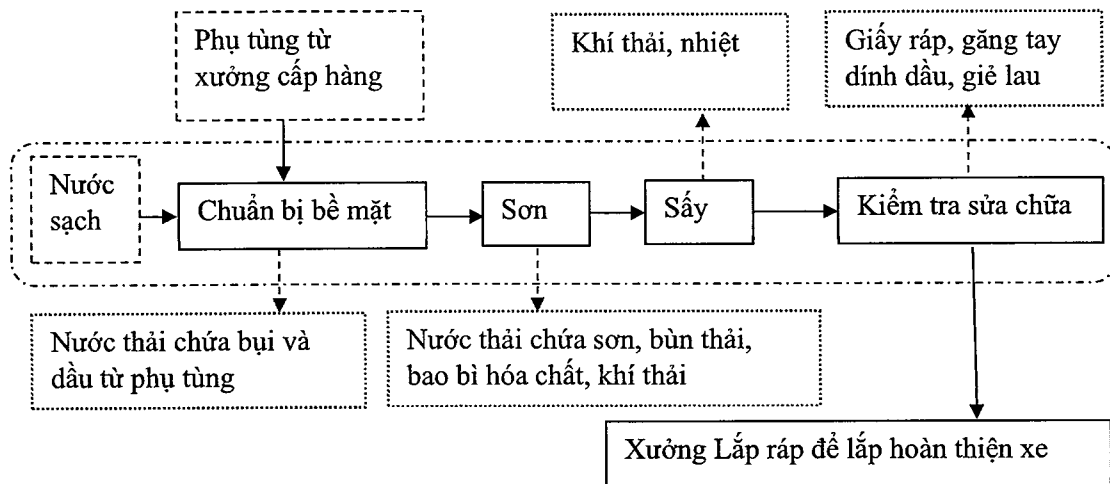 Phụ tùng từ
xưởng cấp hàng
Khí thải, nhiệt
Giấy ráp, găng tay
dính dầu, giẻ lau
Nước
sạch
Chuẩn bị bề mặt
Sơn
Sấy
Kiểm tra sửa chữa
Nước thải chứa bụi và
dầu từ phụ tùng
Nước thải chứa sơn, bùn thải,
bao bì hóa chất, khí thải
Xưởng Lắp ráp để lắp hoàn thiện xe